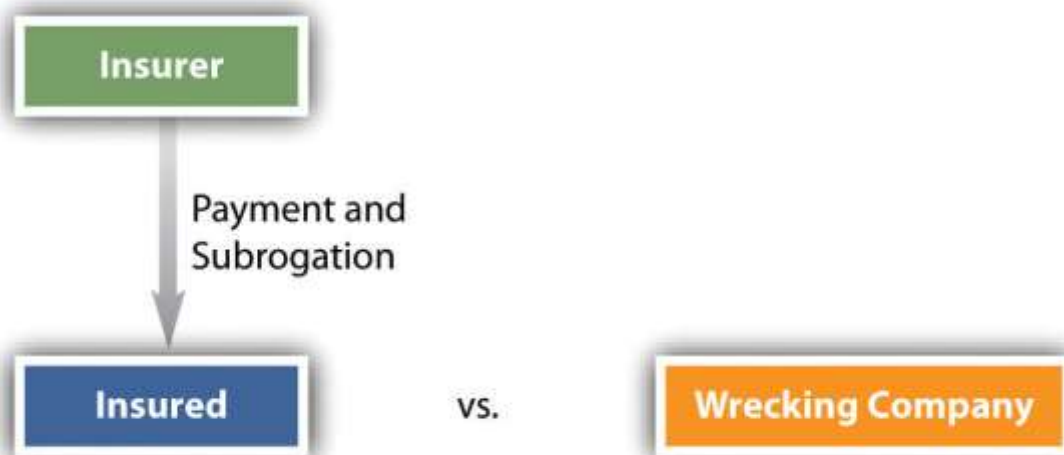 Insurer
Payment and
Subrogation
Insured vs. Wrecking Company